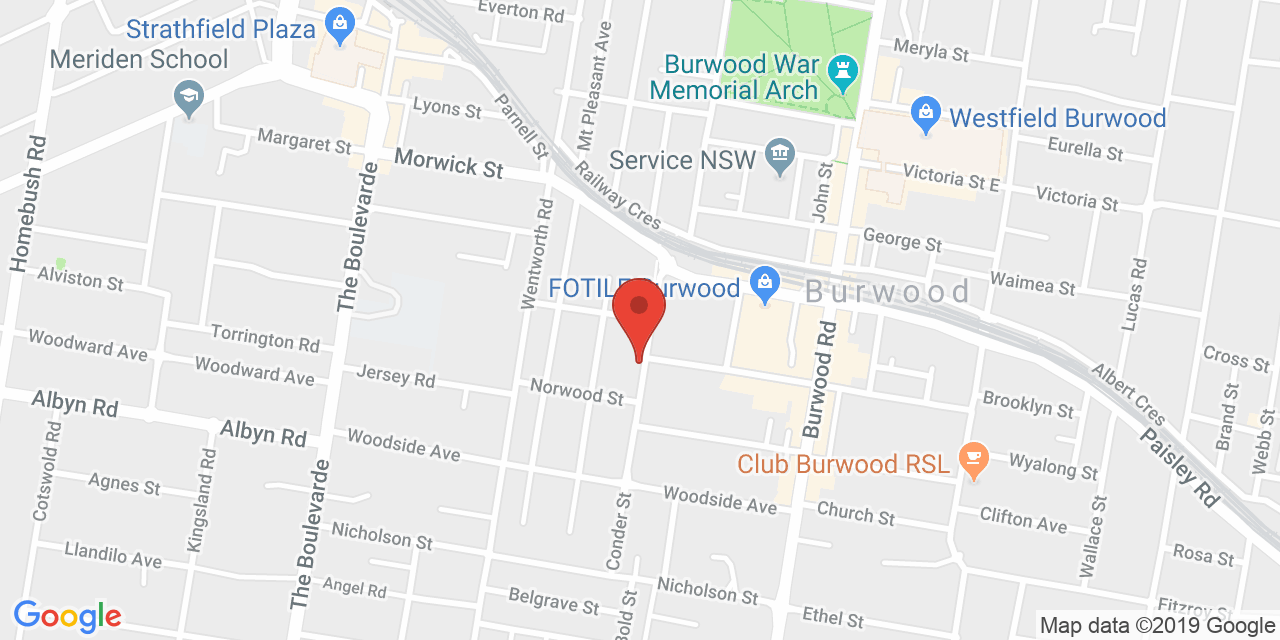 Everton Rd
Strathfield Plaza
Meriden School
Mt Pleasant Ave
Meryla St
Burwood War
Memorial Arch
Lyons St
Parnell St
Westfield Burwood
Margaret St
Morwick St
Service NSW
Eurella St
Homebush Rd
The Boulevarde
Railway Cres
John St
Victoria St E
Victoria St
Wentworth Rd
George St
Alviston St
FOTILE Burwood
Burwood
Waimea St
Lucas Rd
Torrington Rd
Woodward Ave
Woodward Ave
Jersey Rd
Norwood St
Burwood Rd
Albert Cres
Cross St
Brand St
Webb St
Albyn Rd
Albyn Rd
Brooklyn St
Cotswold Rd
Kingsland Rd
Woodside Ave
Club Burwood RSL
Wyalong St
Paisley Rd
Agnes St
The Boulevarde
Woodside Ave
Church St
Clifton Ave
Wallace St
Nicholson St
Conder St
Llandilo Ave
Angel Rd
Rosa St
Belgrave St
Bold St
Nicholson St
Ethel St
Fitzroy St
Google
Map data ©2019 Google